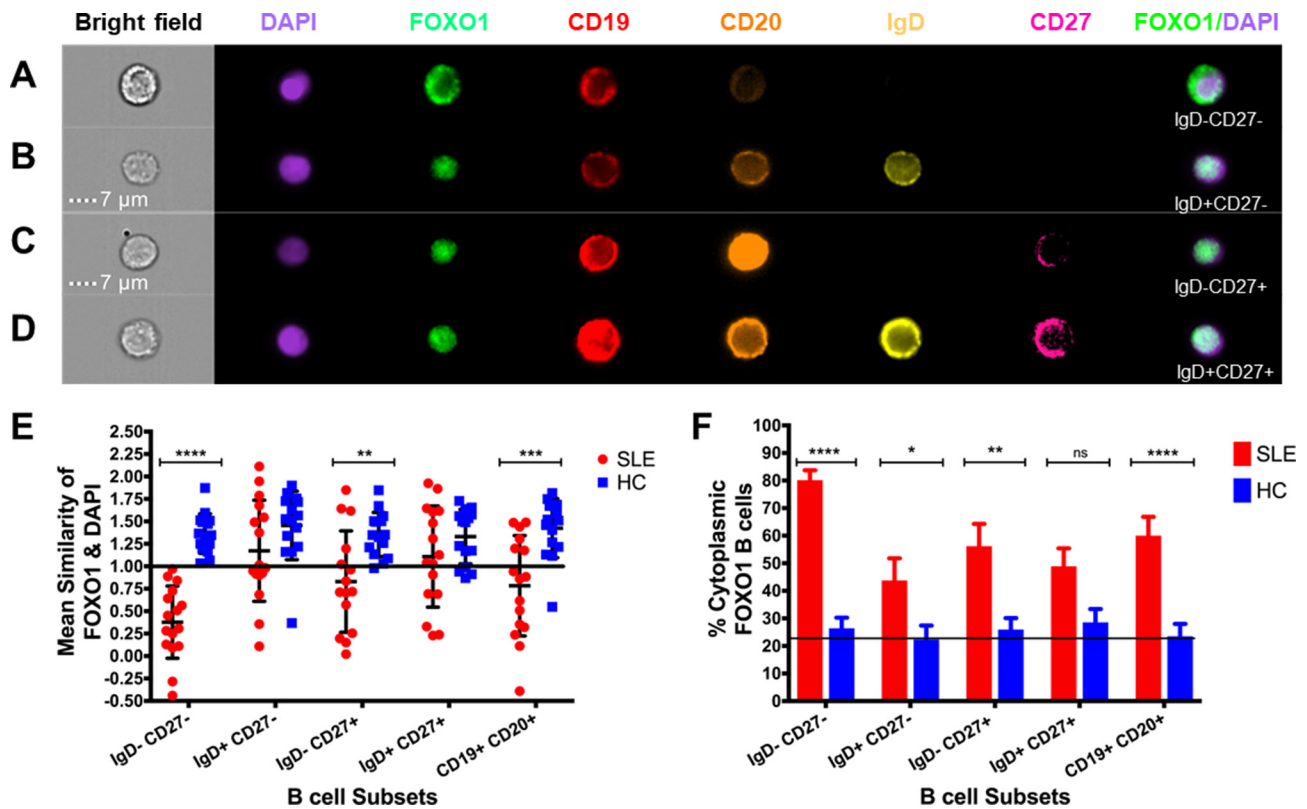 Bright field DAPI FOXO1 CD19 CD20 IgD CD27 FOXO1/DAPI
A
IgD-CD27-
B
7 µm
IgD+CD27-
C
7 µm
IgD-CD27+
D
IgD+CD27+
E
Mean Similarity of
FOXO1 & DAPI
2.50
2.25
2.00
1.75
1.50
1.25
1.00
0.75
0.50
0.25
0.00
-0.25
-0.50
**** ** ***
SLE
HC
IgD- CD27- IgD+ CD27- IgD- CD27+ IgD+ CD27+ CD19+ CD20+
B cell Subsets
F
% Cytoplasmic
FOXO1 B cells
100
90
80
70
60
50
40
30
20
10
0
**** * ** ns ****
SLE
HC
IgD- CD27- IgD+ CD27- IgD- CD27+ IgD+ CD27+ CD19+ CD20+
B cell Subsets